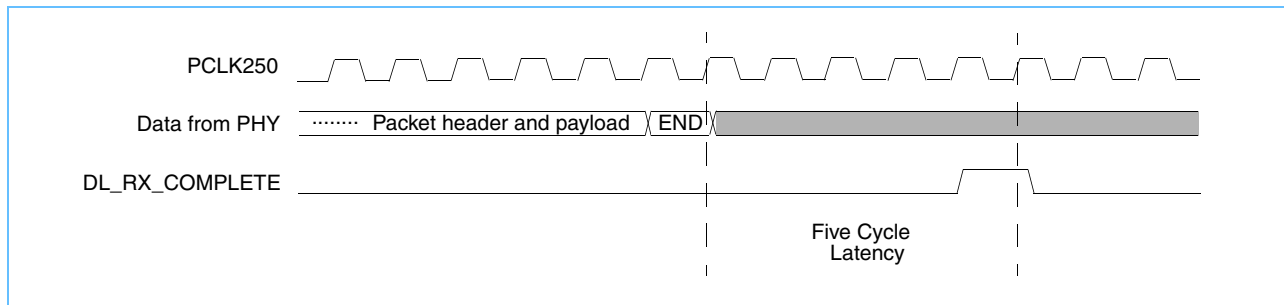 PCLK250
Data from PHY
........ Packet header and payload
END
DL_RX_COMPLETE
Five Cycle
Latency